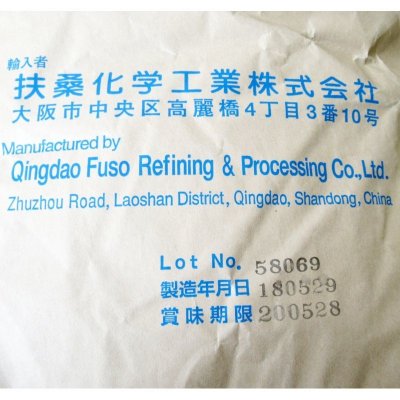 輸入者
扶桑化学工業株式会社
大阪市中央区高麗橋4丁目3番10号
Manufactured by
Qingdao Fuso Refining & Processing Co.,Ltd.
Zhuzhou Road, Laoshan District, Qingdao, Shandong, China
Lot No. 58069
製造年月日 180529
賞味期限 200528